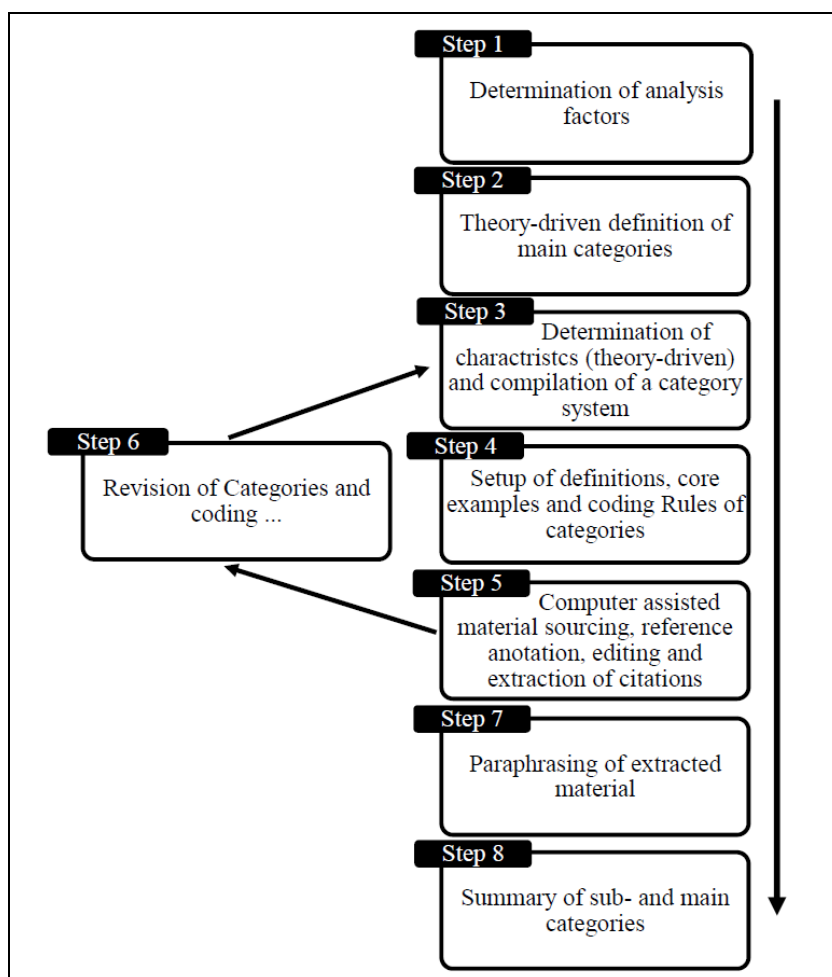 Step 1
Determination of analysis
factors
Step 2
Theory-driven definition of
main categories
Step 3
Determination of
charactristcs (theory-driven)
and compilation of a category
system
Step 4
Setup of definitions, core
examples and coding Rules of
categories
Step 5
Computer assisted
material sourcing, reference
anotation, editing and
extraction of citations
Step 6
Revision of Categories and
coding ...
Step 7
Paraphrasing of extracted
material
Step 8
Summary of sub- and main
categories